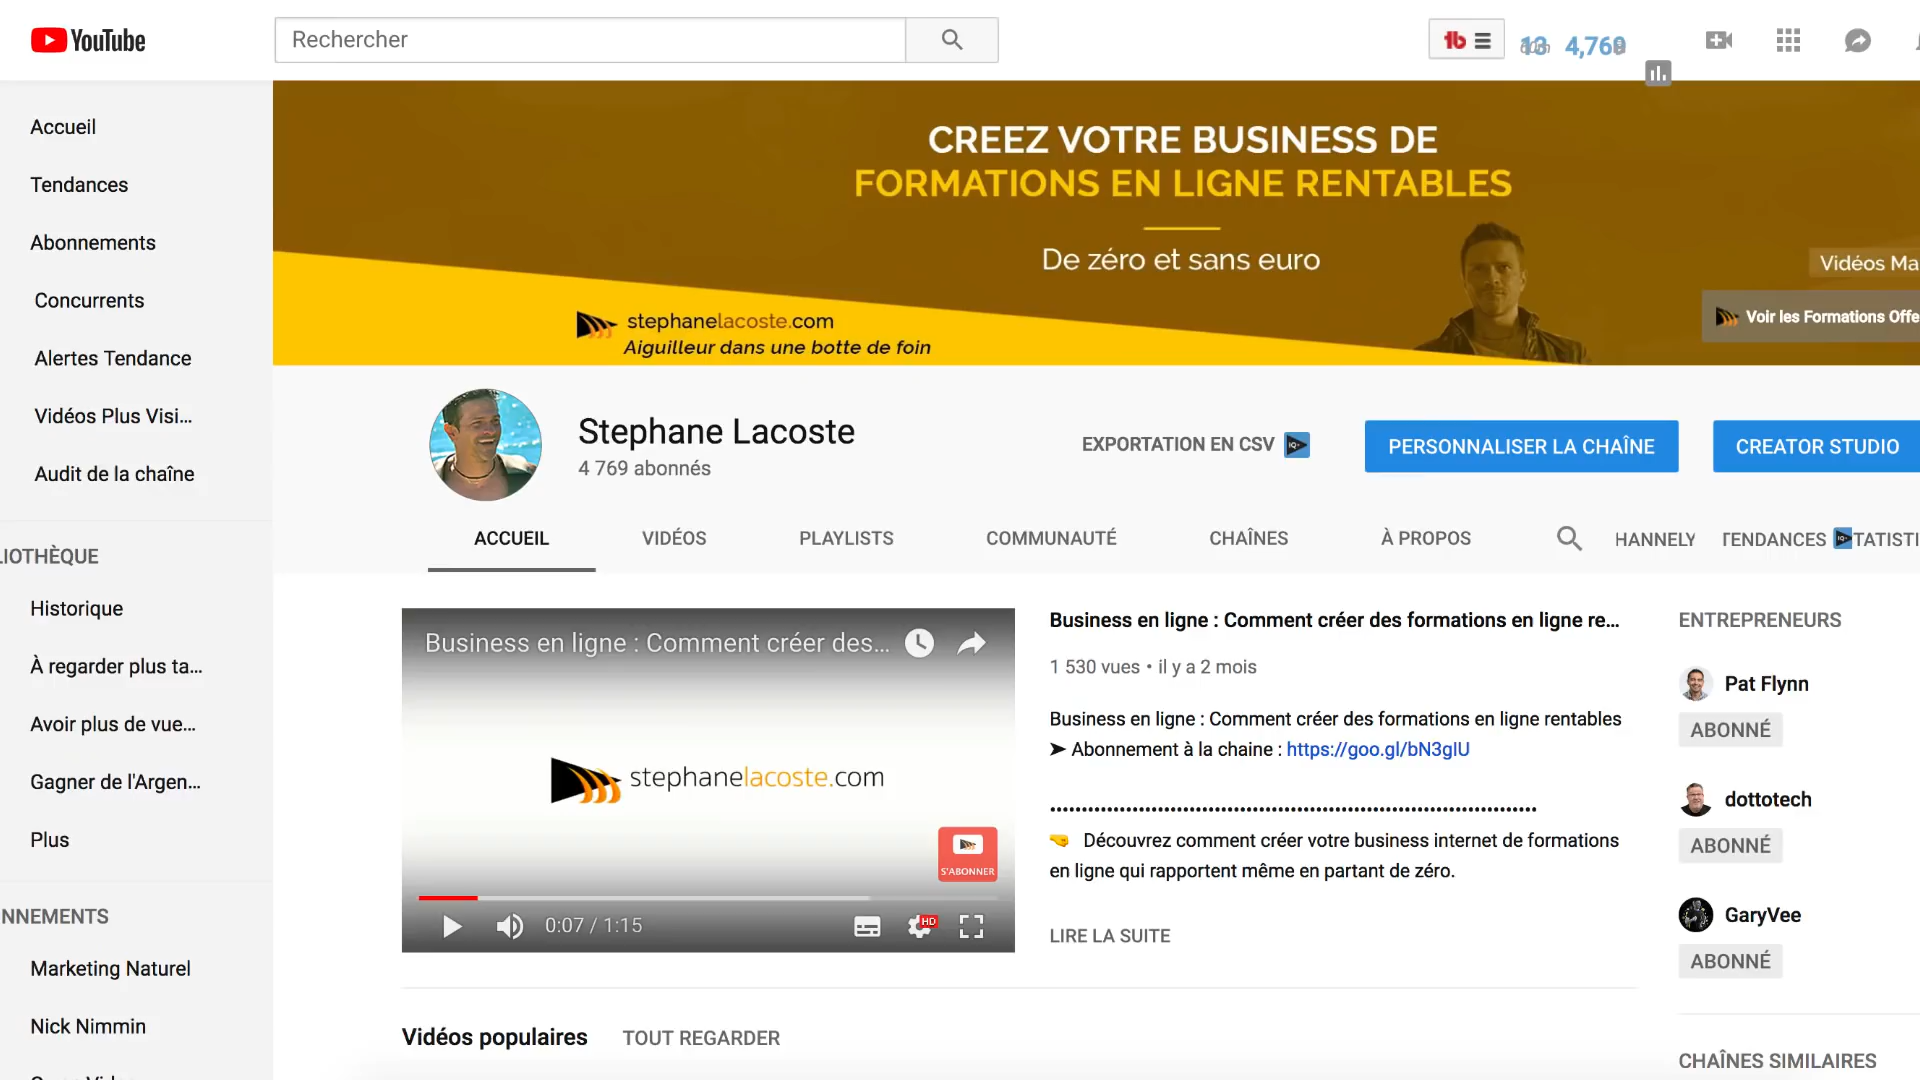 YouTube
Rechercher
4,769
Accueil
Tendances
Abonnements
Concurrents
Alertes Tendance
Vidéos Plus Visi...
Audit de la chaîne
LIOTHÈQUE
Historique
À regarder plus ta...
Avoir plus de vue...
Gagner de l'Argen...
Plus
NNEMENTS
Marketing Naturel
Nick Nimmin
CREEZ VOTRE BUSINESS DE
FORMATIONS EN LIGNE RENTABLES
De zéro et sans euro
stephanelacoste.com
Aiguilleur dans une botte de foin
Vidéos Ma
Voir les Formations Offe
Stephane Lacoste
4 769 abonnés
EXPORTATION EN CSV
PERSONNALISER LA CHAÎNE
CREATOR STUDIO
ACCUEIL
VIDÉOS
PLAYLISTS
COMMUNAUTÉ
CHAÎNES
À PROPOS
HANNELY
TENDANCES
TATISTI
Business en ligne : Comment créer des...
stephanelacoste.com
S'ABONNER
0:07 / 1:15
HD
Business en ligne : Comment créer des formations en ligne re...
1 530 vues • il y a 2 mois
Business en ligne : Comment créer des formations en ligne rentables
➤ Abonnement à la chaine : https://goo.gl/bN3glU
Découvrez comment créer votre business internet de formations
en ligne qui rapportent même en partant de zéro.
LIRE LA SUITE
ENTREPRENEURS
Pat Flynn
ABONNÉ
dottotech
ABONNÉ
GaryVee
ABONNÉ
Vidéos populaires
TOUT REGARDER
CHAÎNES SIMILAIRES